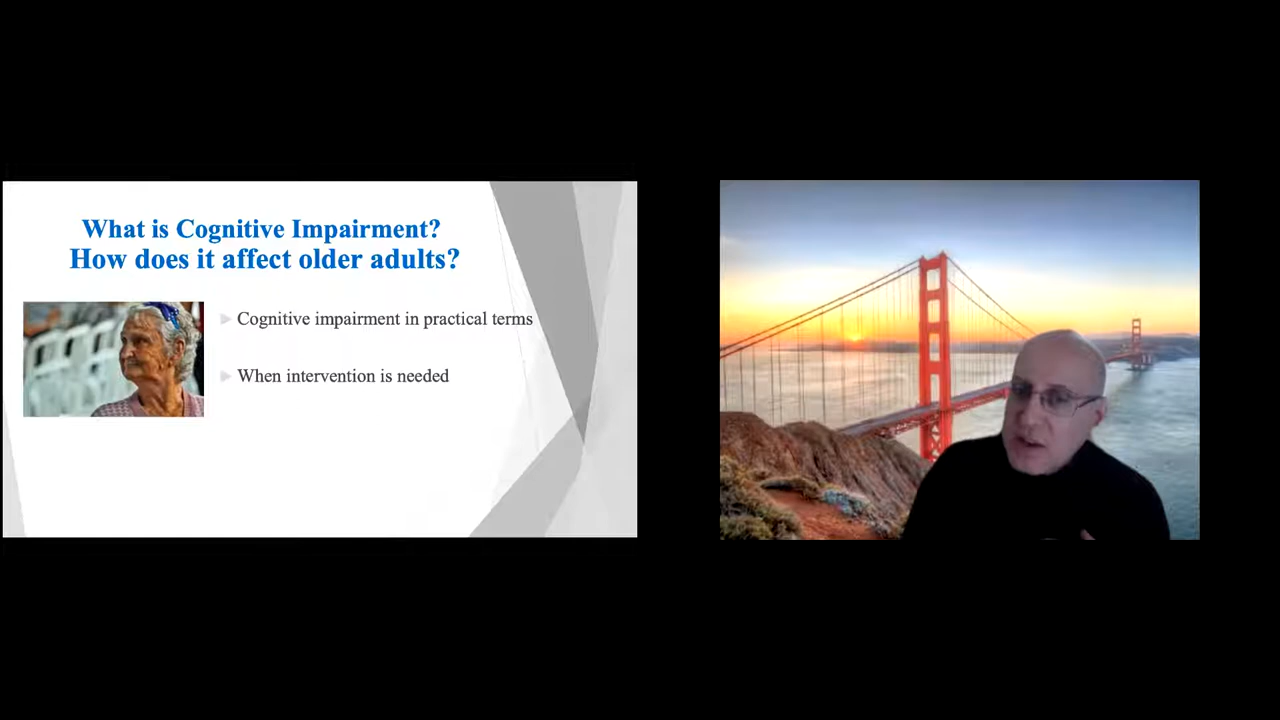 What is Cognitive Impairment?
How does it affect older adults?
Cognitive impairment in practical terms
When intervention is needed